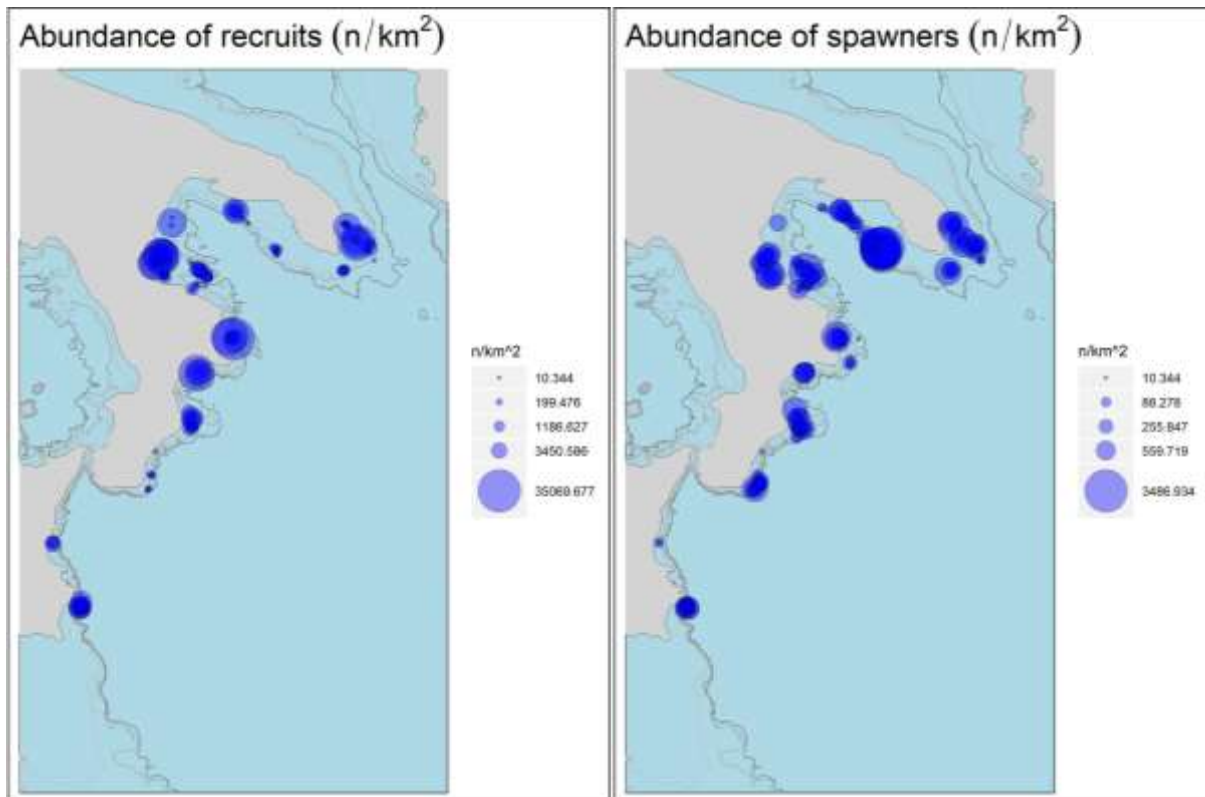 Abundance of recruits (n/km²)
n/km^2
10.344
199.476
1186.627
3450.586
35069.677
Abundance of spawners (n/km²)
n/km^2
10.344
86.278
255.847
559.719
3486.934